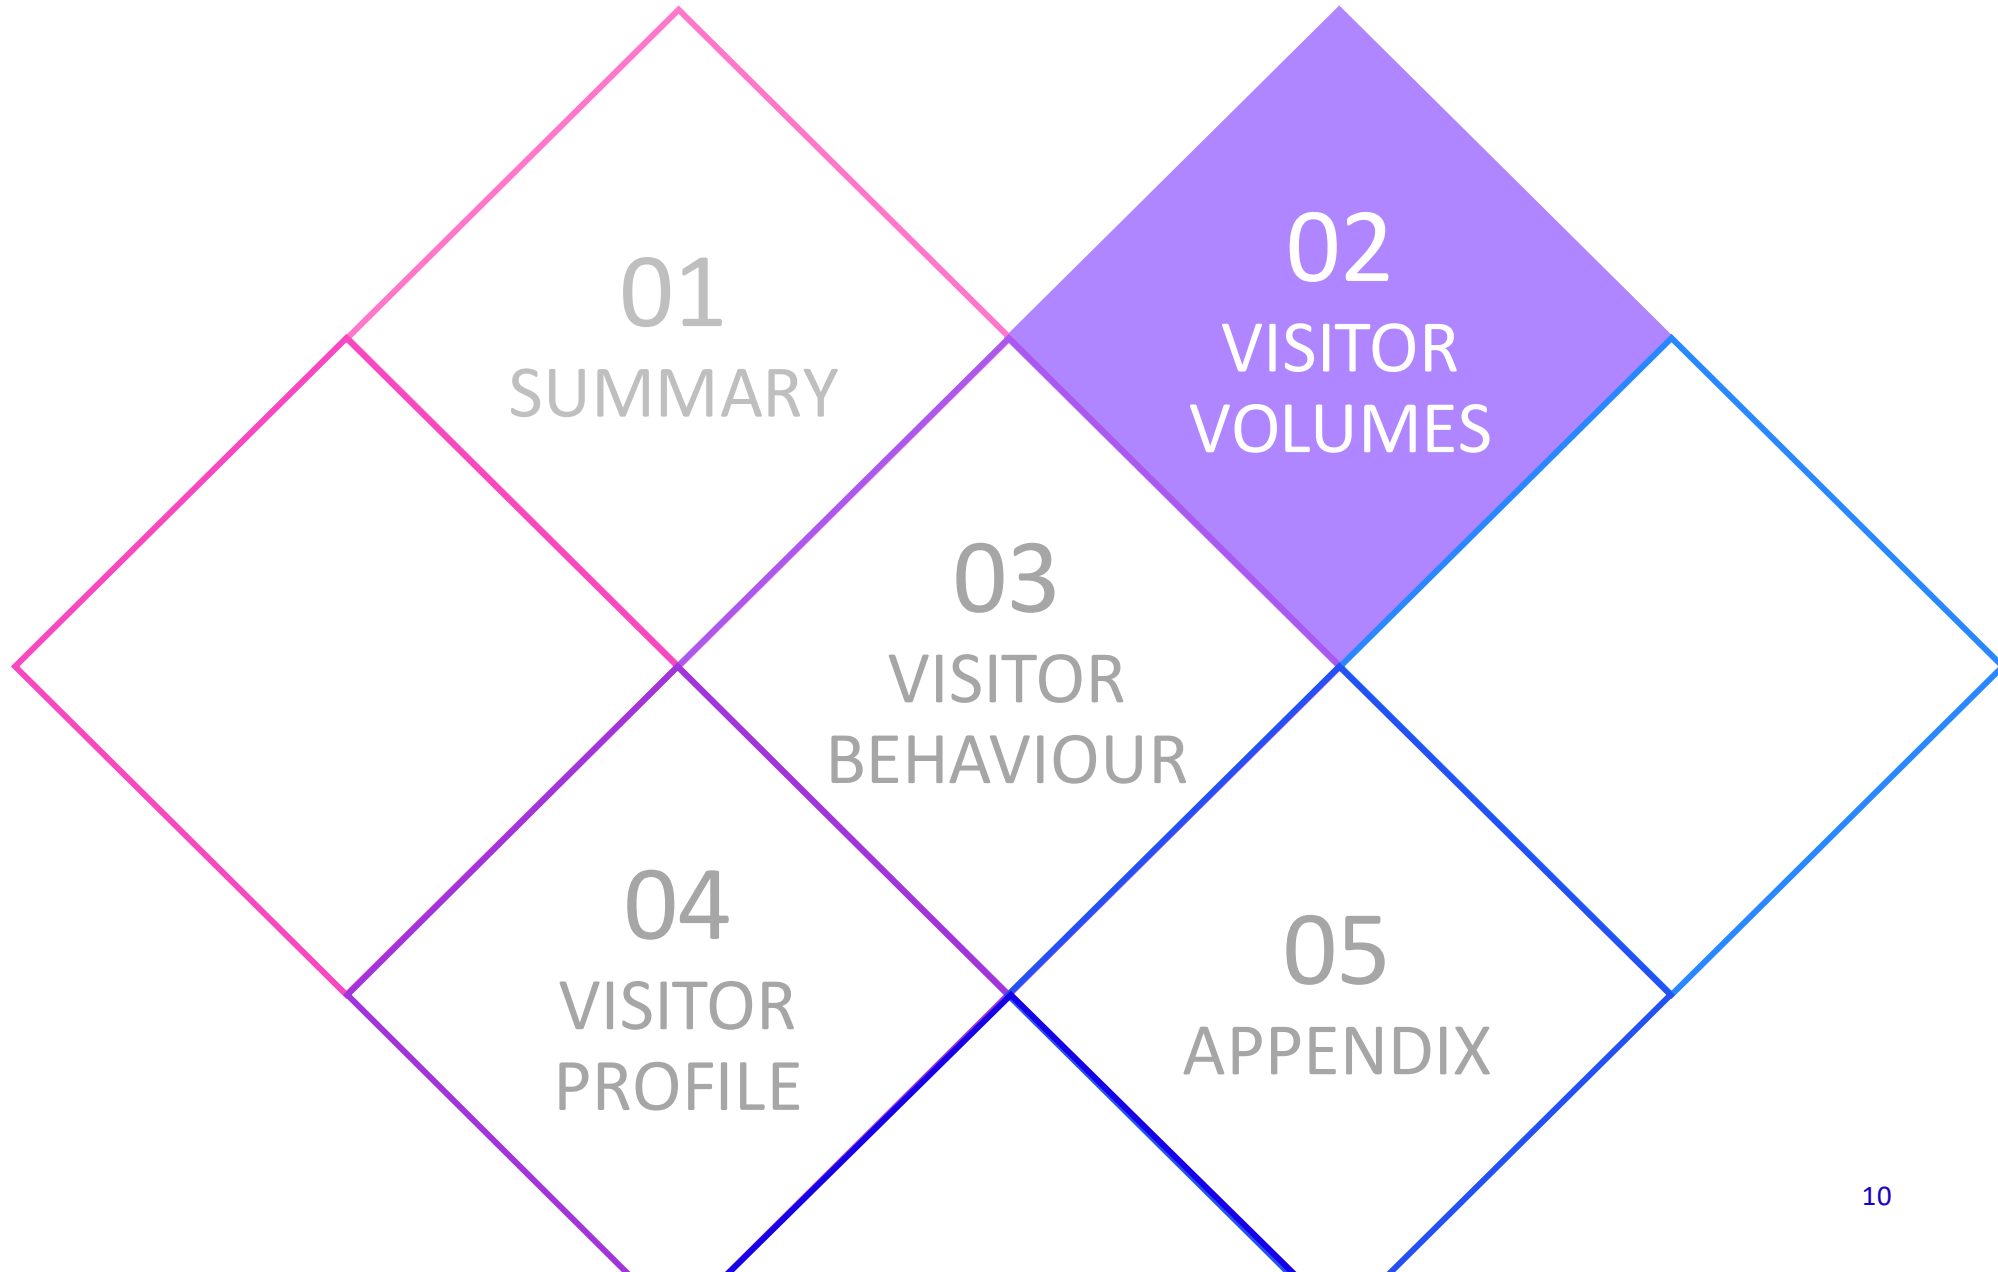 01
SUMMARY
02
VISITOR
VOLUMES
03
VISITOR
BEHAVIOUR
04
VISITOR
PROFILE
05
APPENDIX
10